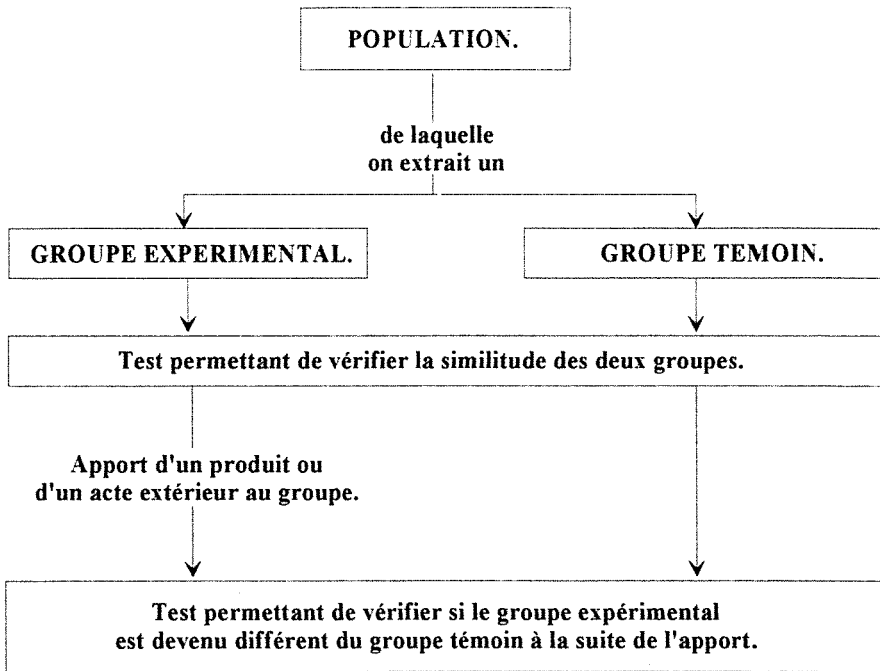 POPULATION.
de laquelle
on extrait un
GROUPE EXPERIMENTAL.
GROUPE TEMOIN.
Test permettant de vérifier la similitude des deux groupes.
Apport d'un produit ou
d'un acte extérieur au groupe.
Test permettant de vérifier si le groupe expérimental
est devenu différent du groupe témoin à la suite de l'apport.